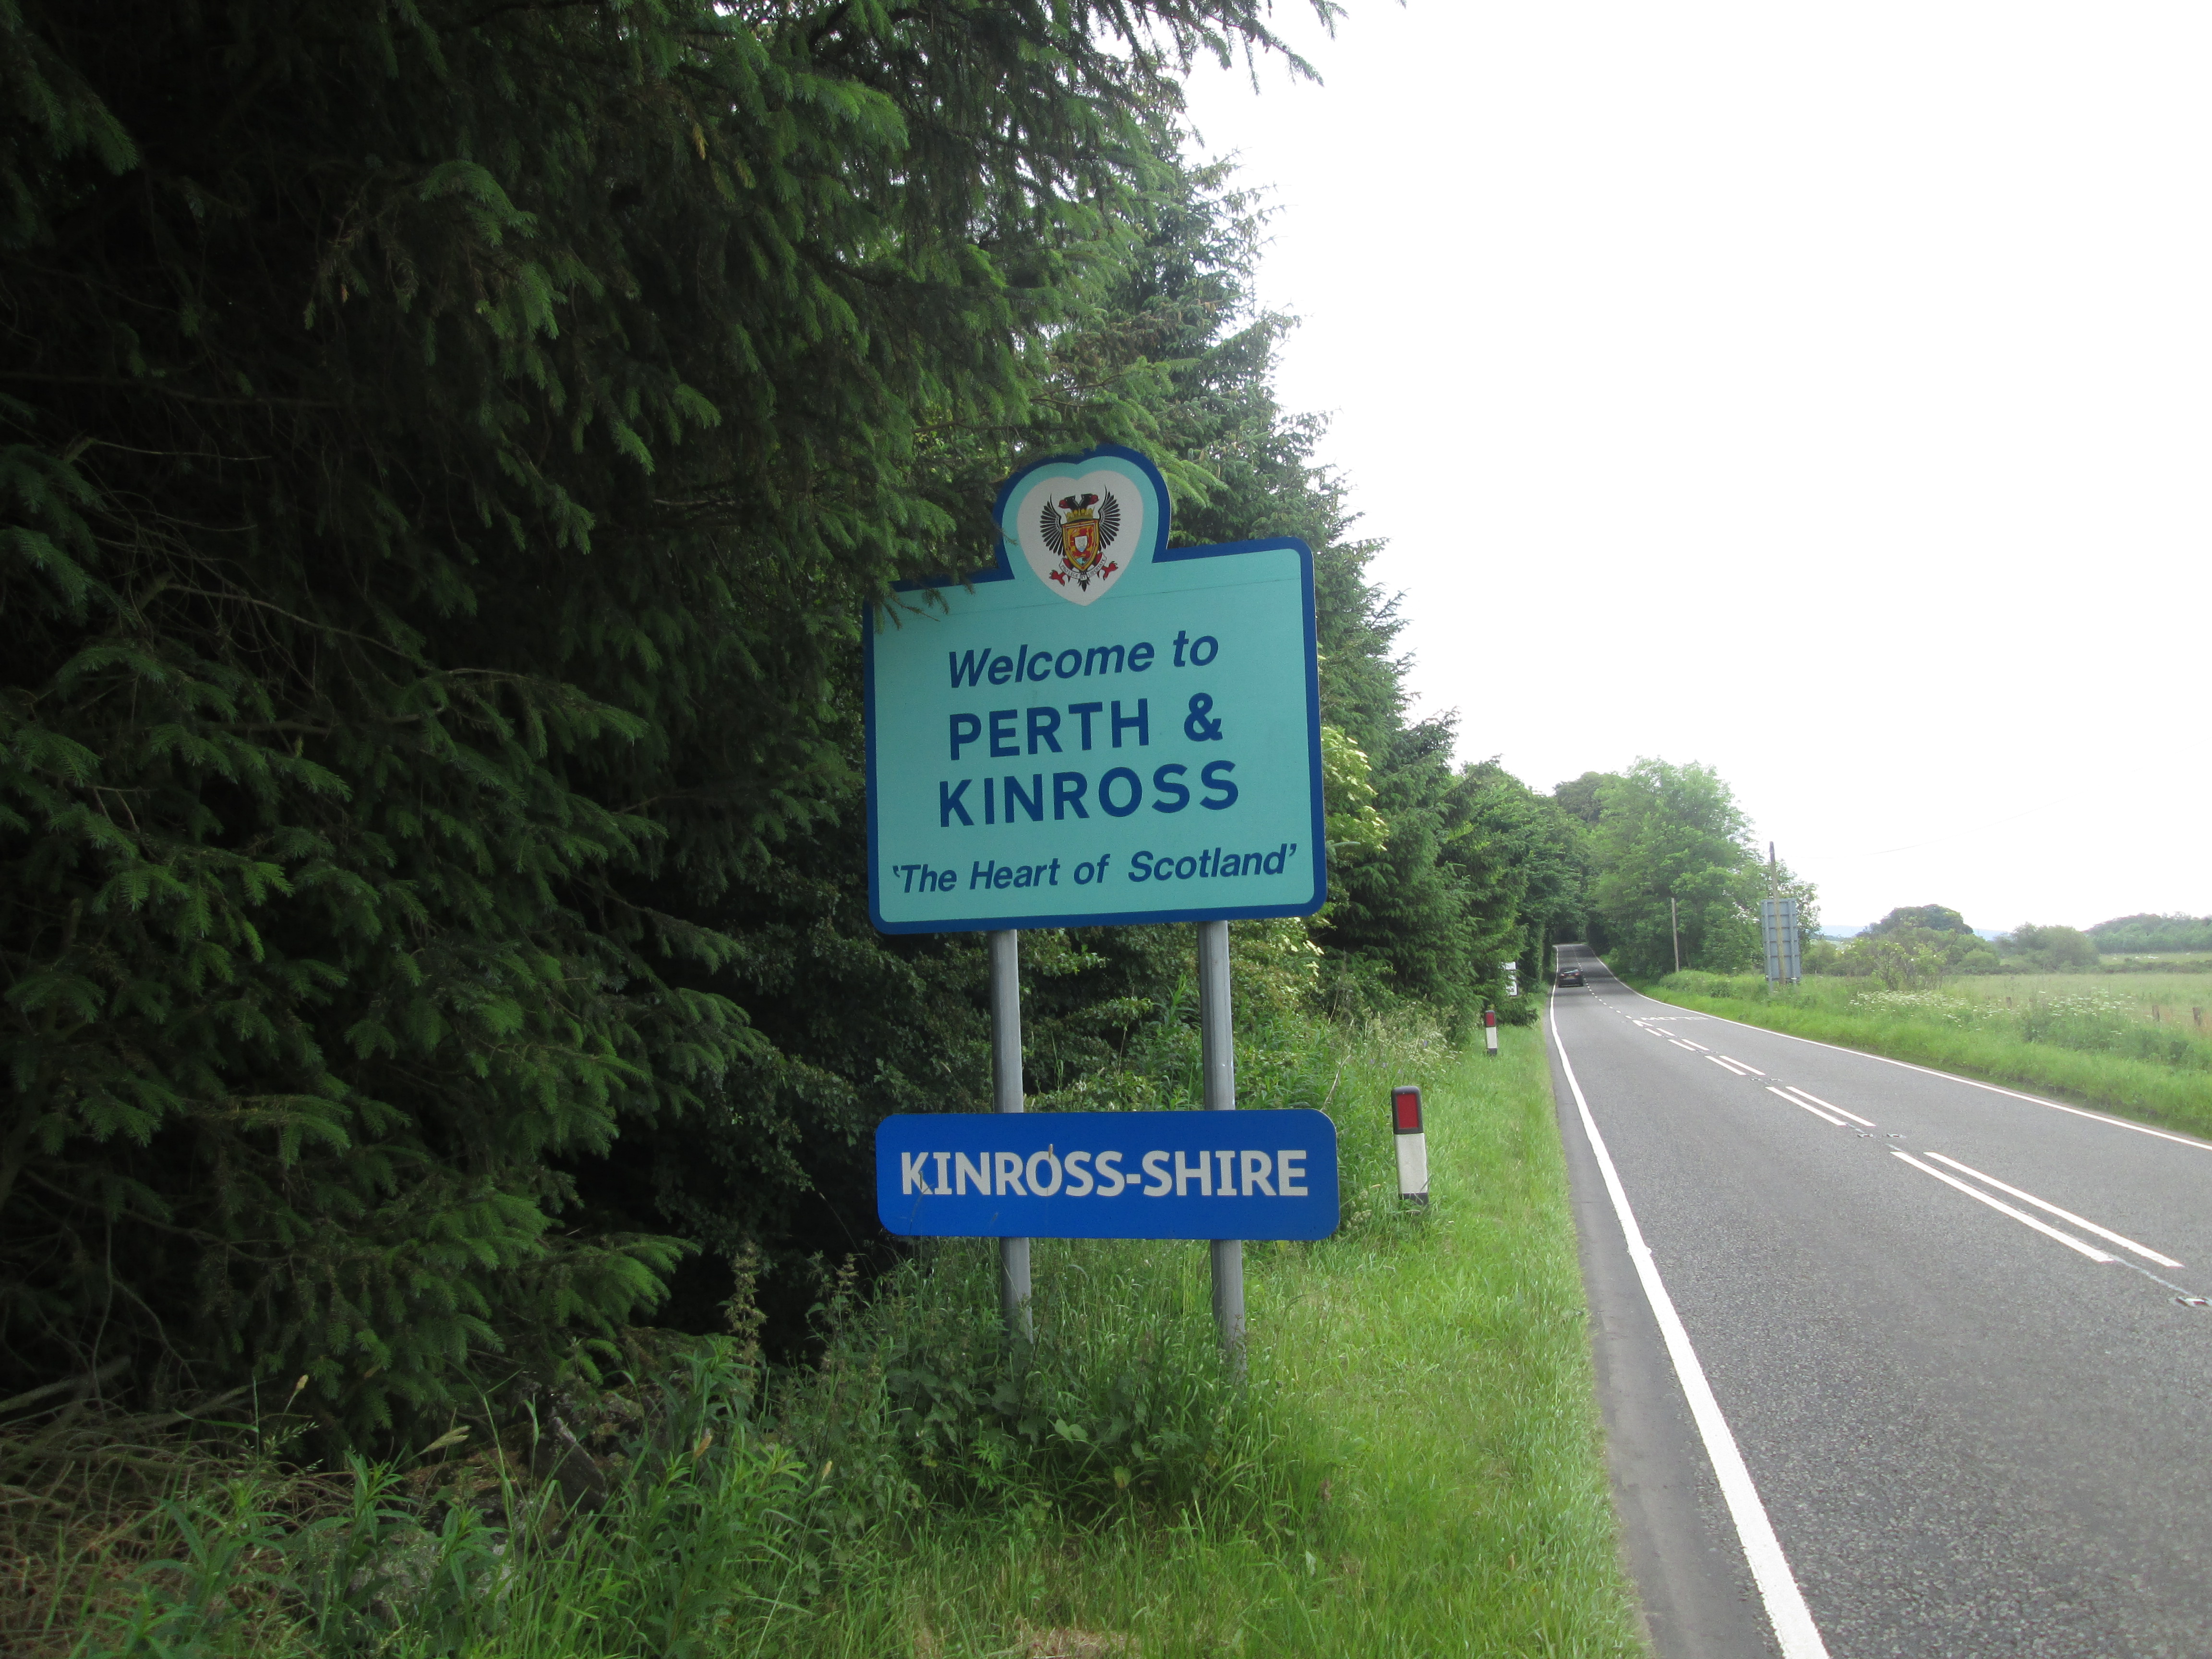 Welcome to
PERTH &
KINROSS
'The Heart of Scotland'
KINROSS-SHIRE